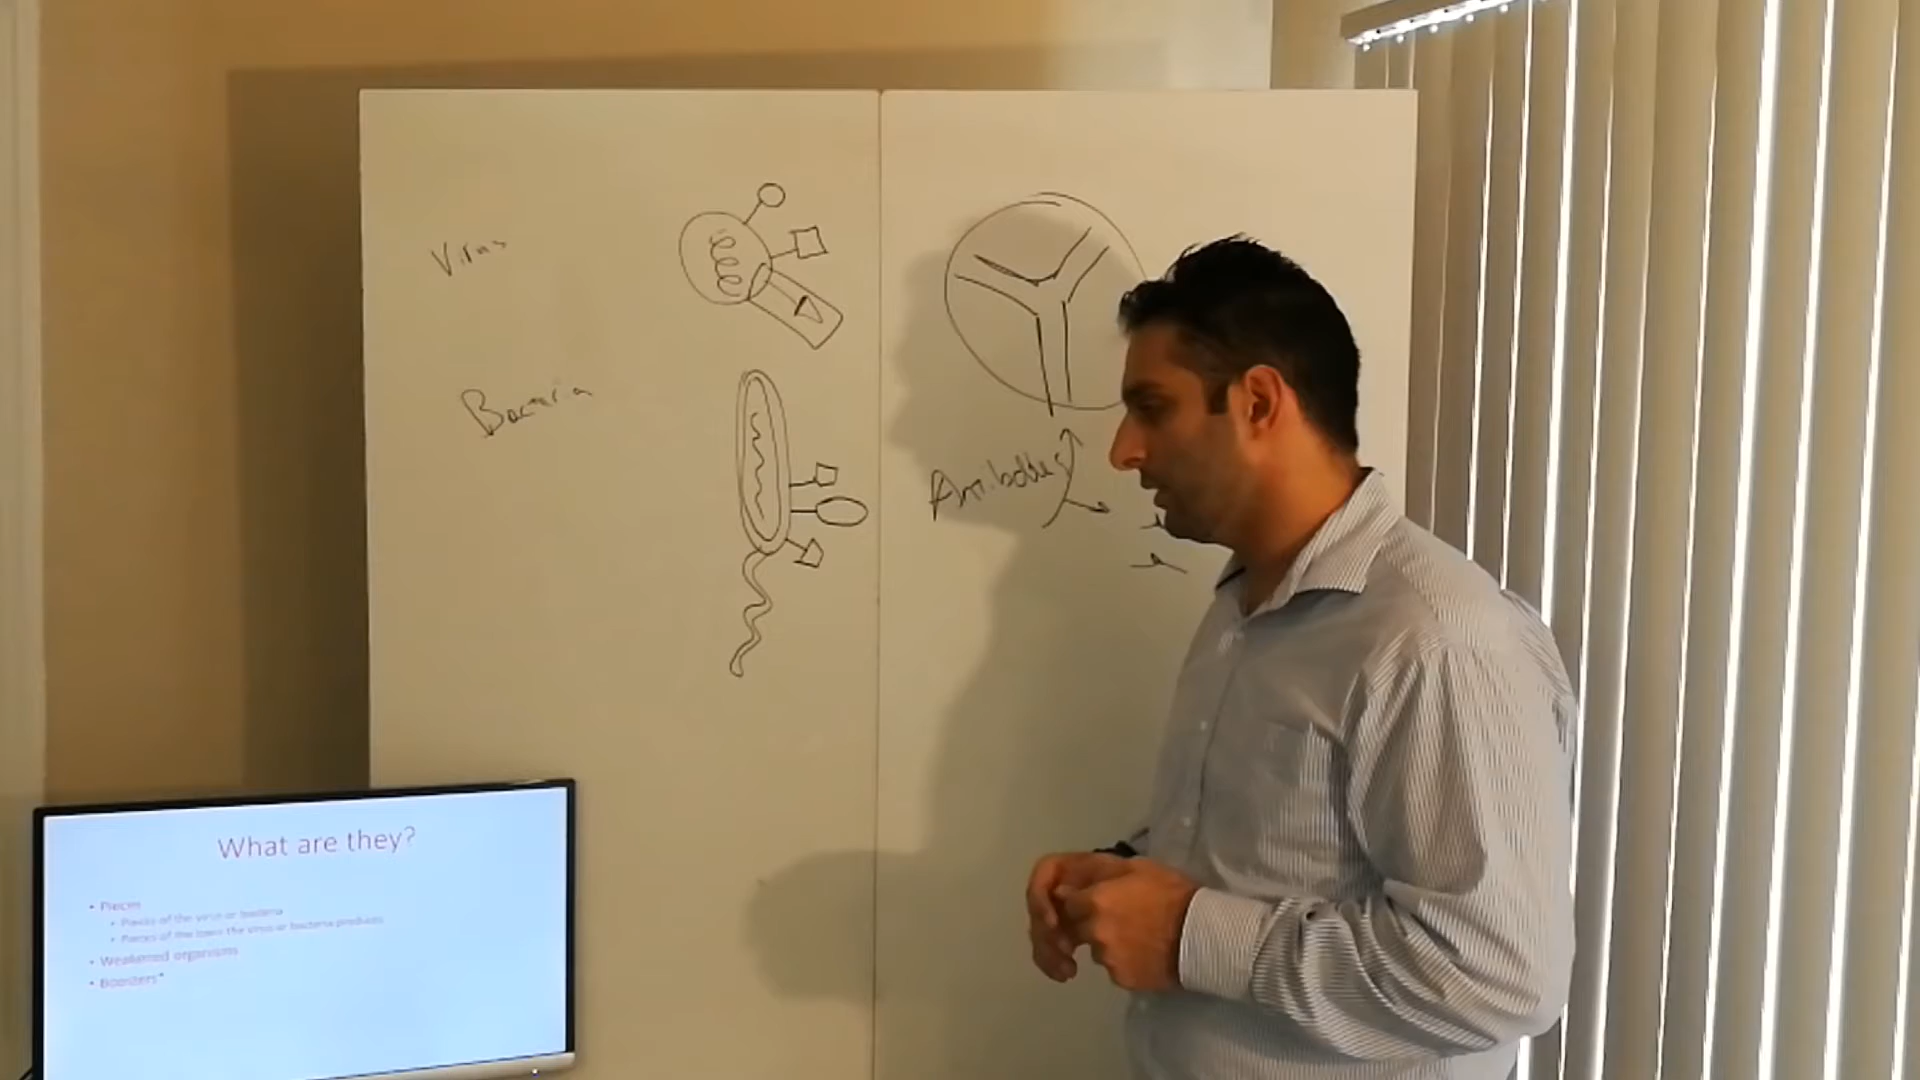 Virus
Bacteria
Antibodies
What are they?
• Pieces
• Pieces of the virus or bacteria
• Pieces of the toxin the virus or bacteria produces
• Weakened organisms
• Boosters*